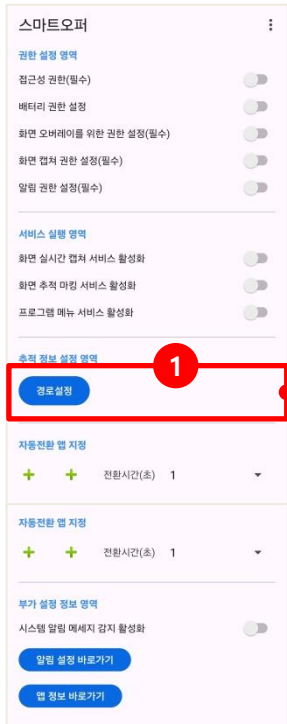 스마트오퍼
권한 설정 영역
접근성 권한(필수)
배터리 권한 설정
화면 오버레이를 위한 권한 설정(필수)
화면 캡쳐 권한 설정(필수)
알림 권한 설정(필수)
서비스 실행 영역
화면 실시간 캡쳐 서비스 활성화
화면 추적 마킹 서비스 활성화
프로그램 메뉴 서비스 활성화
추적 정보 설정 영역
1
경로설정
자동전환 앱 지정
전환시간(초) 1
자동전환 앱 지정
전환시간(초) 1
부가 설정 정보 영역
시스템 알림 메세지 감지 활성화
알림 설정 바로가기
앱 정보 바로가기